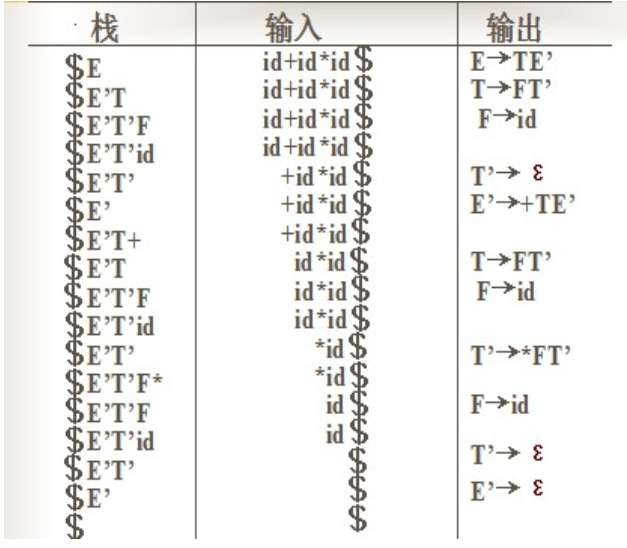 栈 输入 输出
$E id+id*id$ E→TE’
$E’T id+id*id$ T→FT’
$E’T’F id+id*id$ F→id
$E’T’id id+id*id$
$E’T’ +id*id$ T’→ ε
$E’ +id*id$ E’→+TE’
$E’T+ +id*id$
$E’T id*id$ T→FT’
$E’T’F id*id$ F→id
$E’T’id id*id$
$E’T’ *id$ T’→*FT’
$E’T’F* *id$
$E’T’F id$ F→id
$E’T’id id$
$E’T’ $ T’→ ε
$E’ $ E’→ ε
$ $